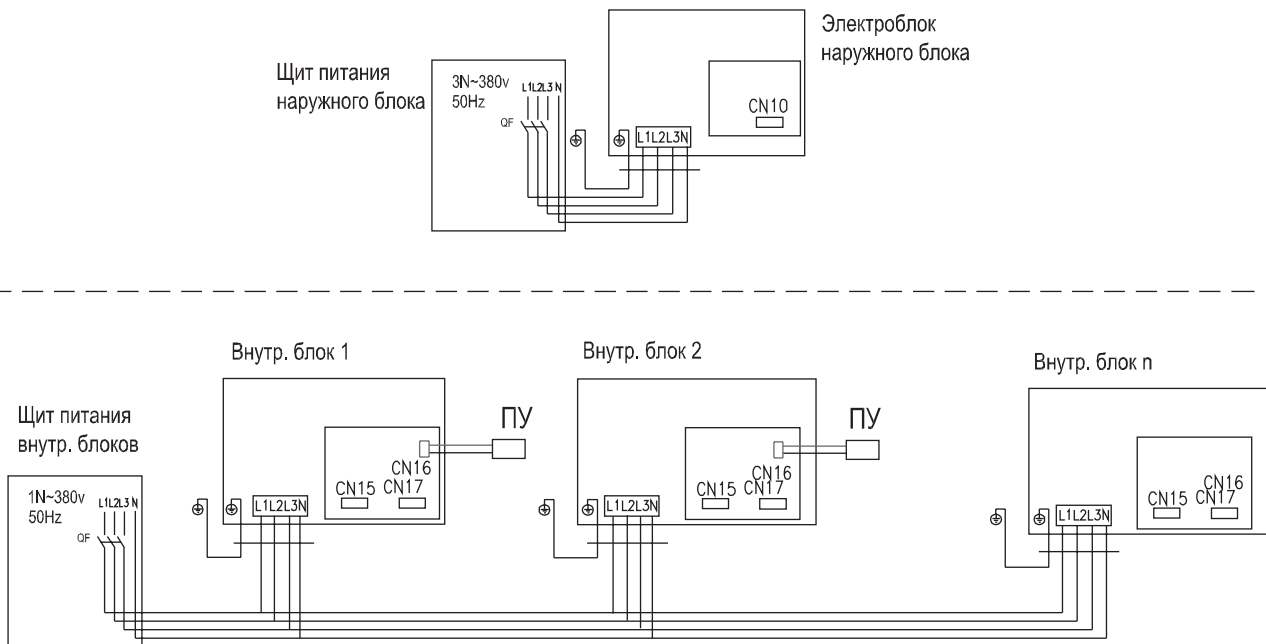 Электроблок
наружного блока
Щит питания
наружного блока
3N~380v
50Hz
L1L2L3 N
QF
CN10
L1L2L3N
Внутр. блок 1
Внутр. блок 2
Внутр. блок n
Щит питания
внутр. блоков
1N~380v
50Hz
L1L2L3 N
QF
ПУ
CN16
CN15 CN17
L1L2L3N
ПУ
CN16
CN15 CN17
L1L2L3N
CN16
CN15 CN17
L1L2L3N